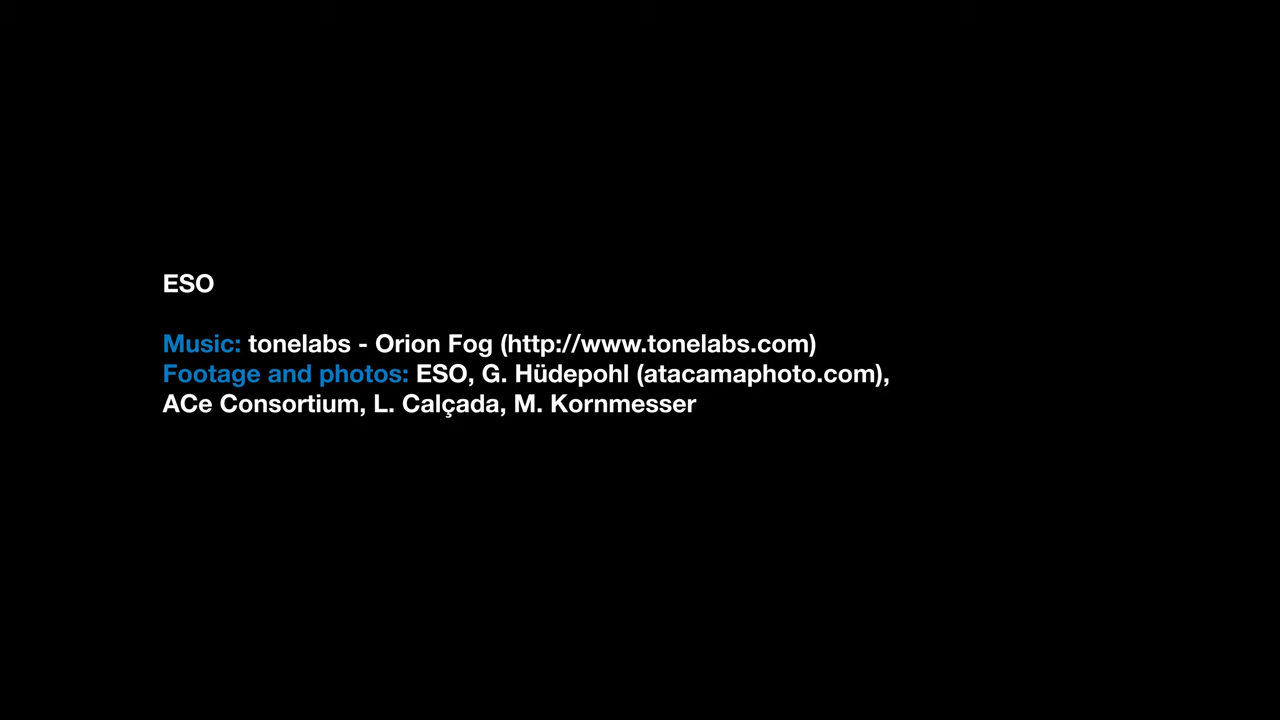 ESO
Music: tonelabs - Orion Fog (http://www.tonelabs.com)
Footage and photos: ESO, G. Hüdepohl (atacamaphoto.com),
ACe Consortium, L. Calçada, M. Kornmesser